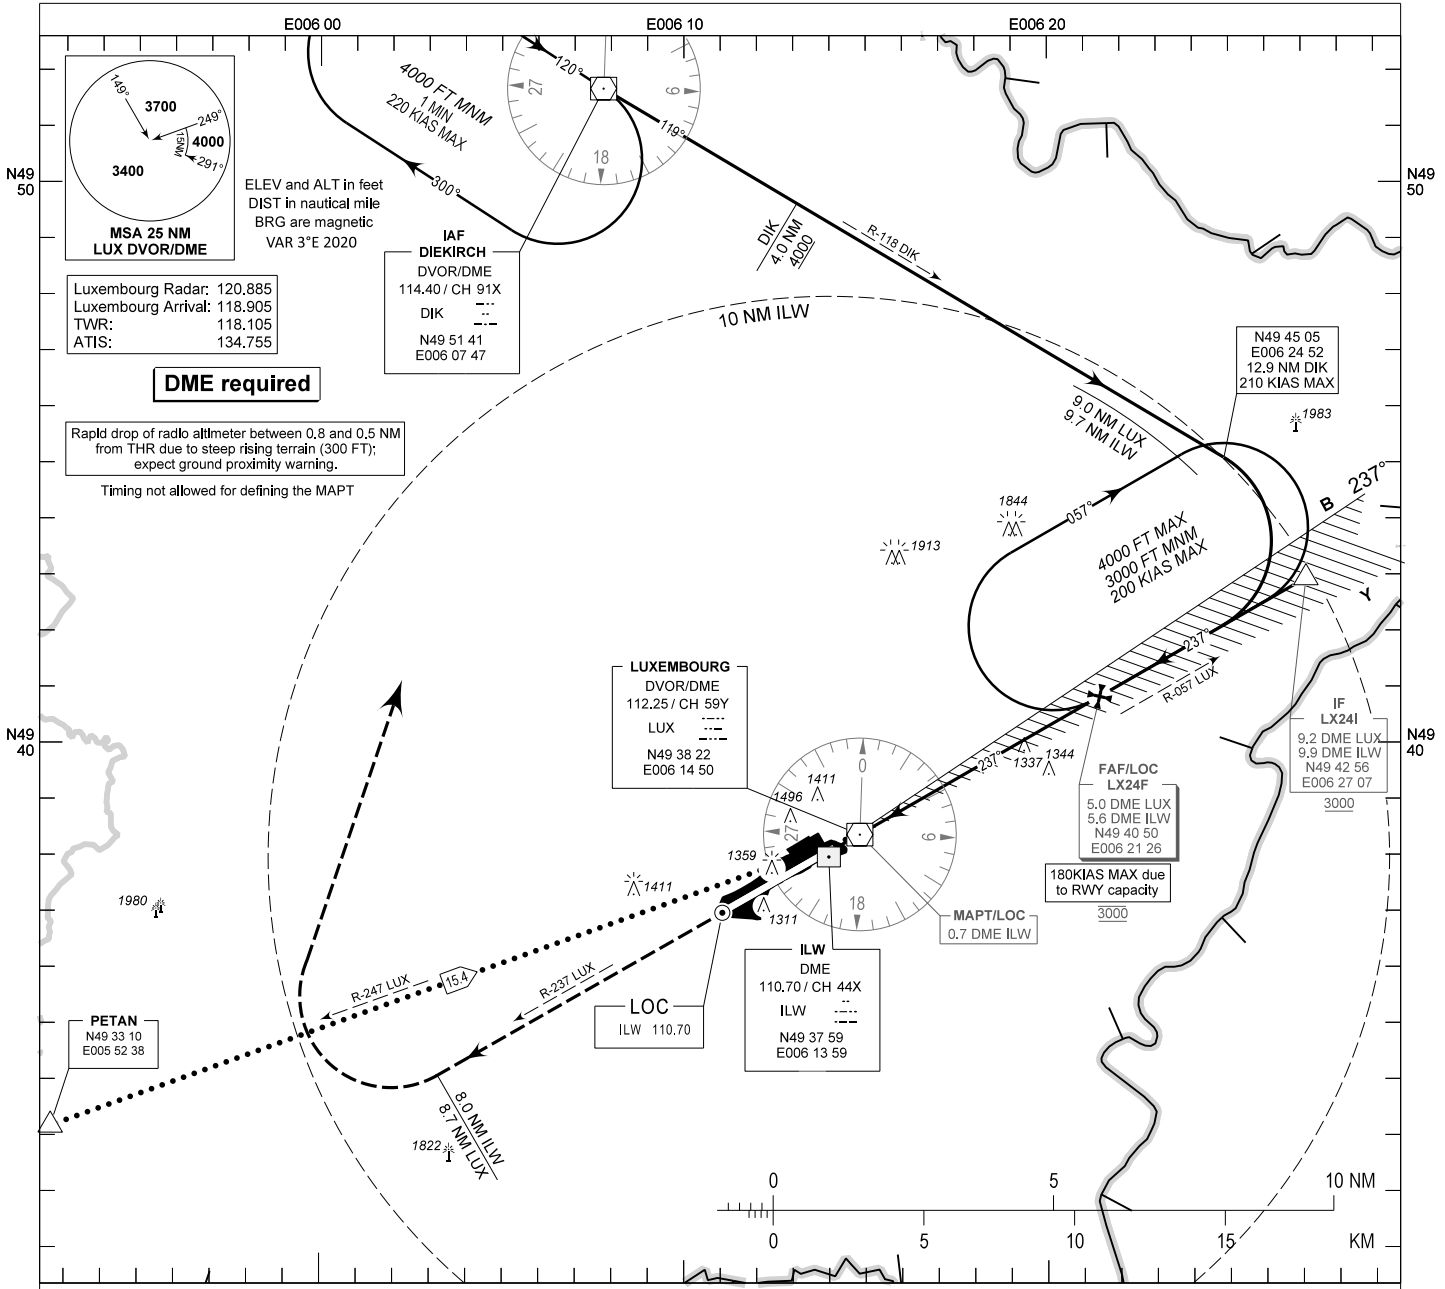 E006 00
E006 10
E006 20
149°
3700
249°
15NM
4000
291°
3400
MSA 25 NM
LUX DVOR/DME
ELEV and ALT in feet
DIST in nautical mile
BRG are magnetic
VAR 3°E 2020
Luxembourg Radar: 120.885
Luxembourg Arrival: 118.905
TWR: 118.105
ATIS: 134.755
DME required
Rapid drop of radio altimeter between 0.8 and 0.5 NM
from THR due to steep rising terrain (300 FT);
expect ground proximity warning.
Timing not allowed for defining the MAPT
4000 FT MNM
1 MIN
220 KIAS MAX
120°
119°
300°
27
9
18
N49
50
N49
50
IAF
DIEKIRCH
DVOR/DME
114.40 / CH 91X
DIK
N49 51 41
E006 07 47
DIK
4.0 NM
4000
R-118 DIK
10 NM ILW
N49 45 05
E006 24 52
12.9 NM DIK
210 KIAS MAX
1983
9.0 NM LUX
9.7 NM ILW
057°
4000 FT MAX
3000 FT MNM
200 KIAS MAX
B
237°
Y
1844
1913
237°
R-057 LUX
LUXEMBOURG
DVOR/DME
112.25 / CH 59Y
LUX
N49 38 22
E006 14 50
N49
40
N49
40
IF
LX24I
9.2 DME LUX
9.9 DME ILW
N49 42 56
E006 27 07
3000
237°
1337
1344
FAF/LOC
LX24F
5.0 DME LUX
5.6 DME ILW
N49 40 50
E006 21 26
180KIAS MAX due
to RWY capacity
3000
0
9
18
27
1411
1496
1359
1411
1311
1980
MAPT/LOC
0.7 DME ILW
ILW
DME
110.70 / CH 44X
ILW
N49 37 59
E006 13 59
LOC
ILW 110.70
R-247 LUX
15.4
R-237 LUX
PETAN
N49 33 10
E005 52 38
8.0 NM ILW
8.7 NM LUX
1822
0
5
10 NM
0
5
10
15
KM